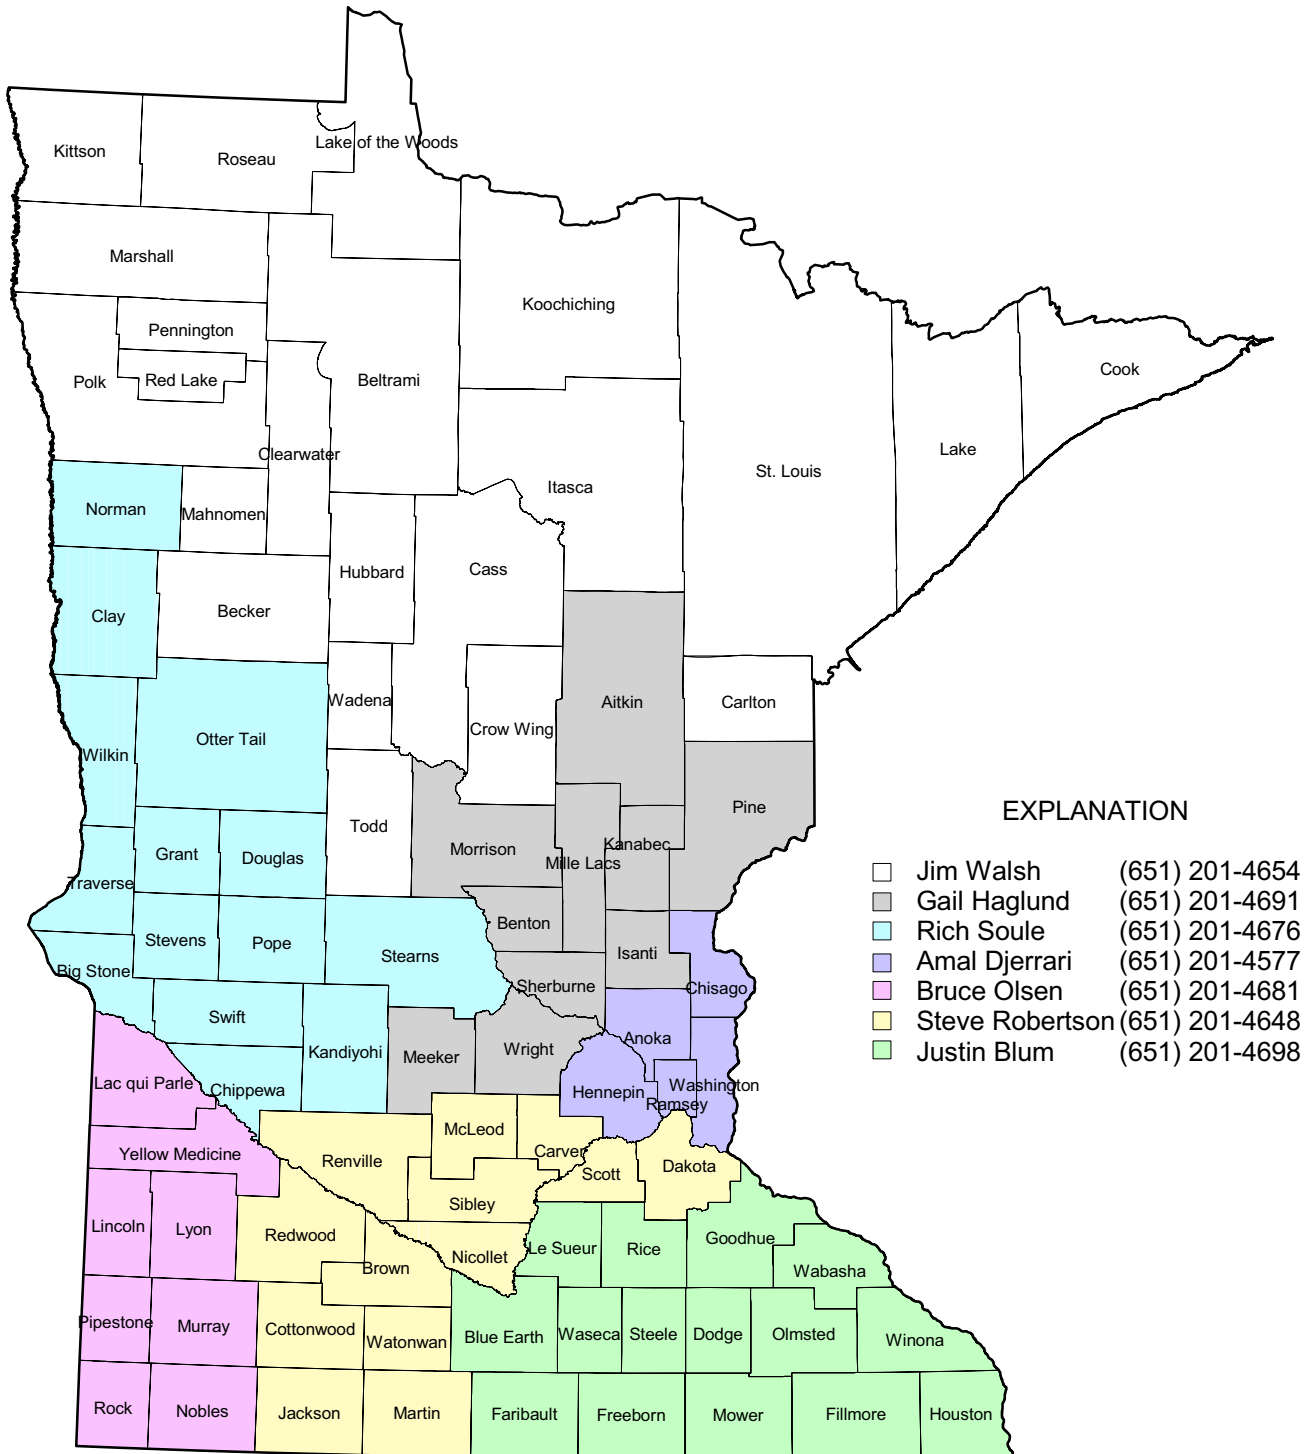 Kittson
Roseau
Lake of the Woods
Marshall
Koochiching
Pennington
Red Lake
Polk
Beltrami
Cook
Clearwater
Lake
St. Louis
Itasca
Norman
Mahnomen
Hubbard
Cass
Clay
Becker
Wadena
Aitkin
Carlton
Crow Wing
Otter Tail
Wilkin
Pine
Todd
Morrison
Kanabec
Mille Lacs
Grant
Douglas
Traverse
Benton
Stevens
Pope
Stearns
Isanti
Big Stone
Sherburne
Chisago
Swift
Kandiyohi
Meeker
Wright
Anoka
Lac qui Parle
Chippewa
Hennepin
Washington
Ramsey
McLeod
Yellow Medicine
Renville
Carver
Scott
Dakota
Sibley
Lincoln
Lyon
Redwood
Brown
Nicollet
Le Sueur
Rice
Goodhue
Wabasha
Pipestone
Murray
Cottonwood
Watonwan
Blue Earth
Waseca
Steele
Dodge
Olmsted
Winona
Rock
Nobles
Jackson
Martin
Faribault
Freeborn
Mower
Fillmore
Houston
EXPLANATION
Jim Walsh (651) 201-4654
Gail Haglund (651) 201-4691
Rich Soule (651) 201-4676
Amal Djerrari (651) 201-4577
Bruce Olsen (651) 201-4681
Steve Robertson (651) 201-4648
Justin Blum (651) 201-4698